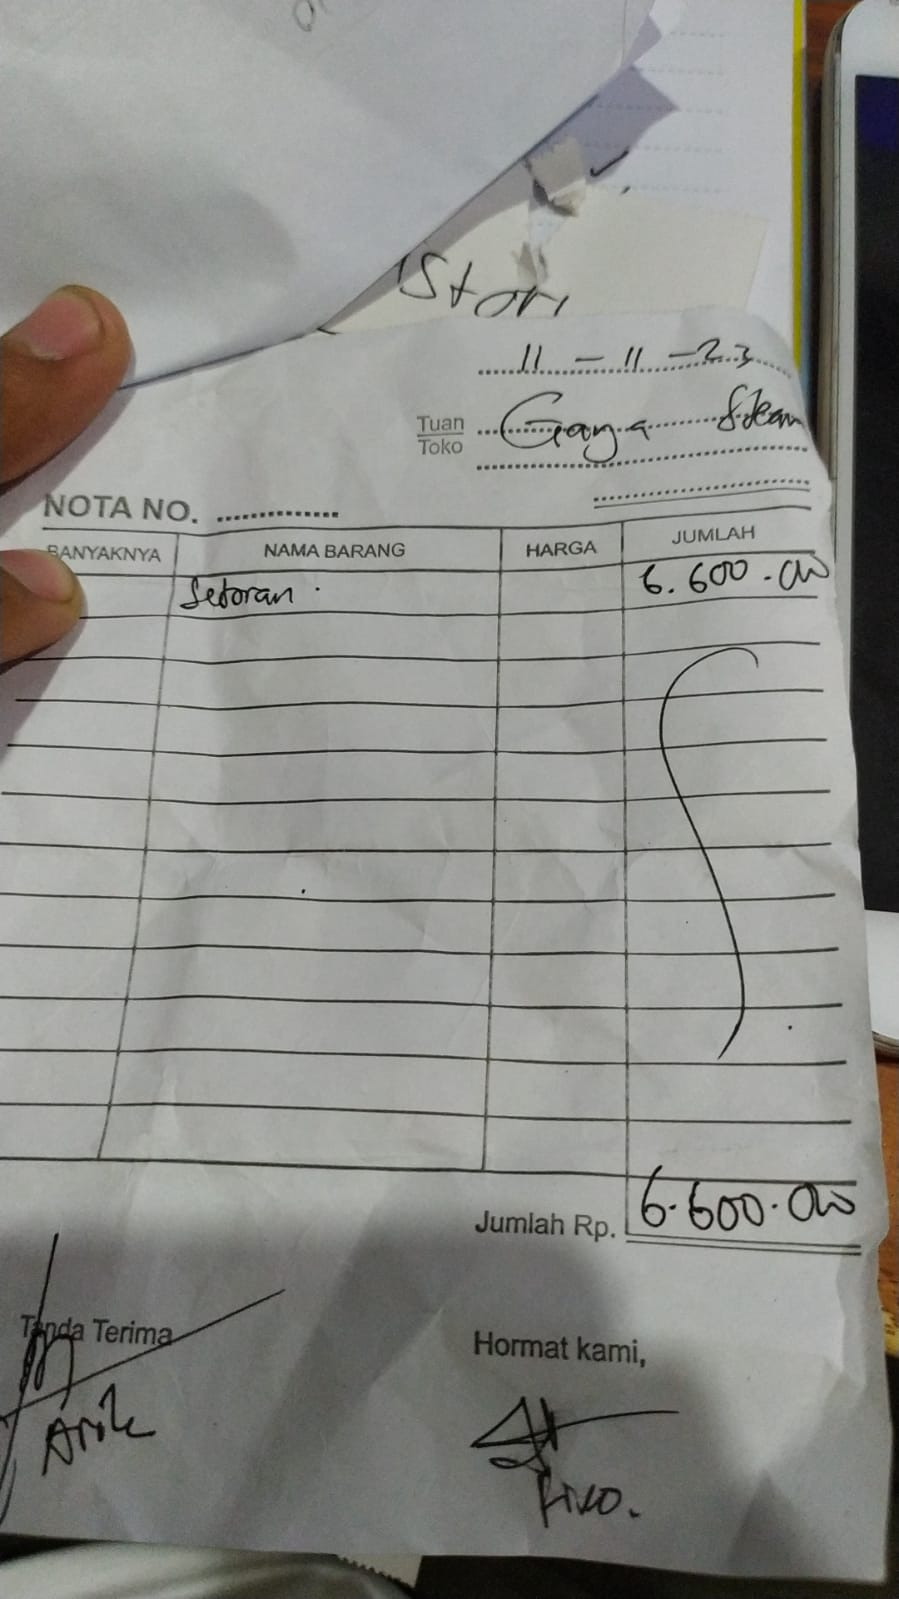 Stori
11 - 11 - 23
Tuan
Toko
Gaya Steam
NOTA NO.
BANYAKNYA NAMA BARANG HARGA JUMLAH
Setoran. 6.600.000
Jumlah Rp. 6.600.000
Tanda Terima
Hormat kami,